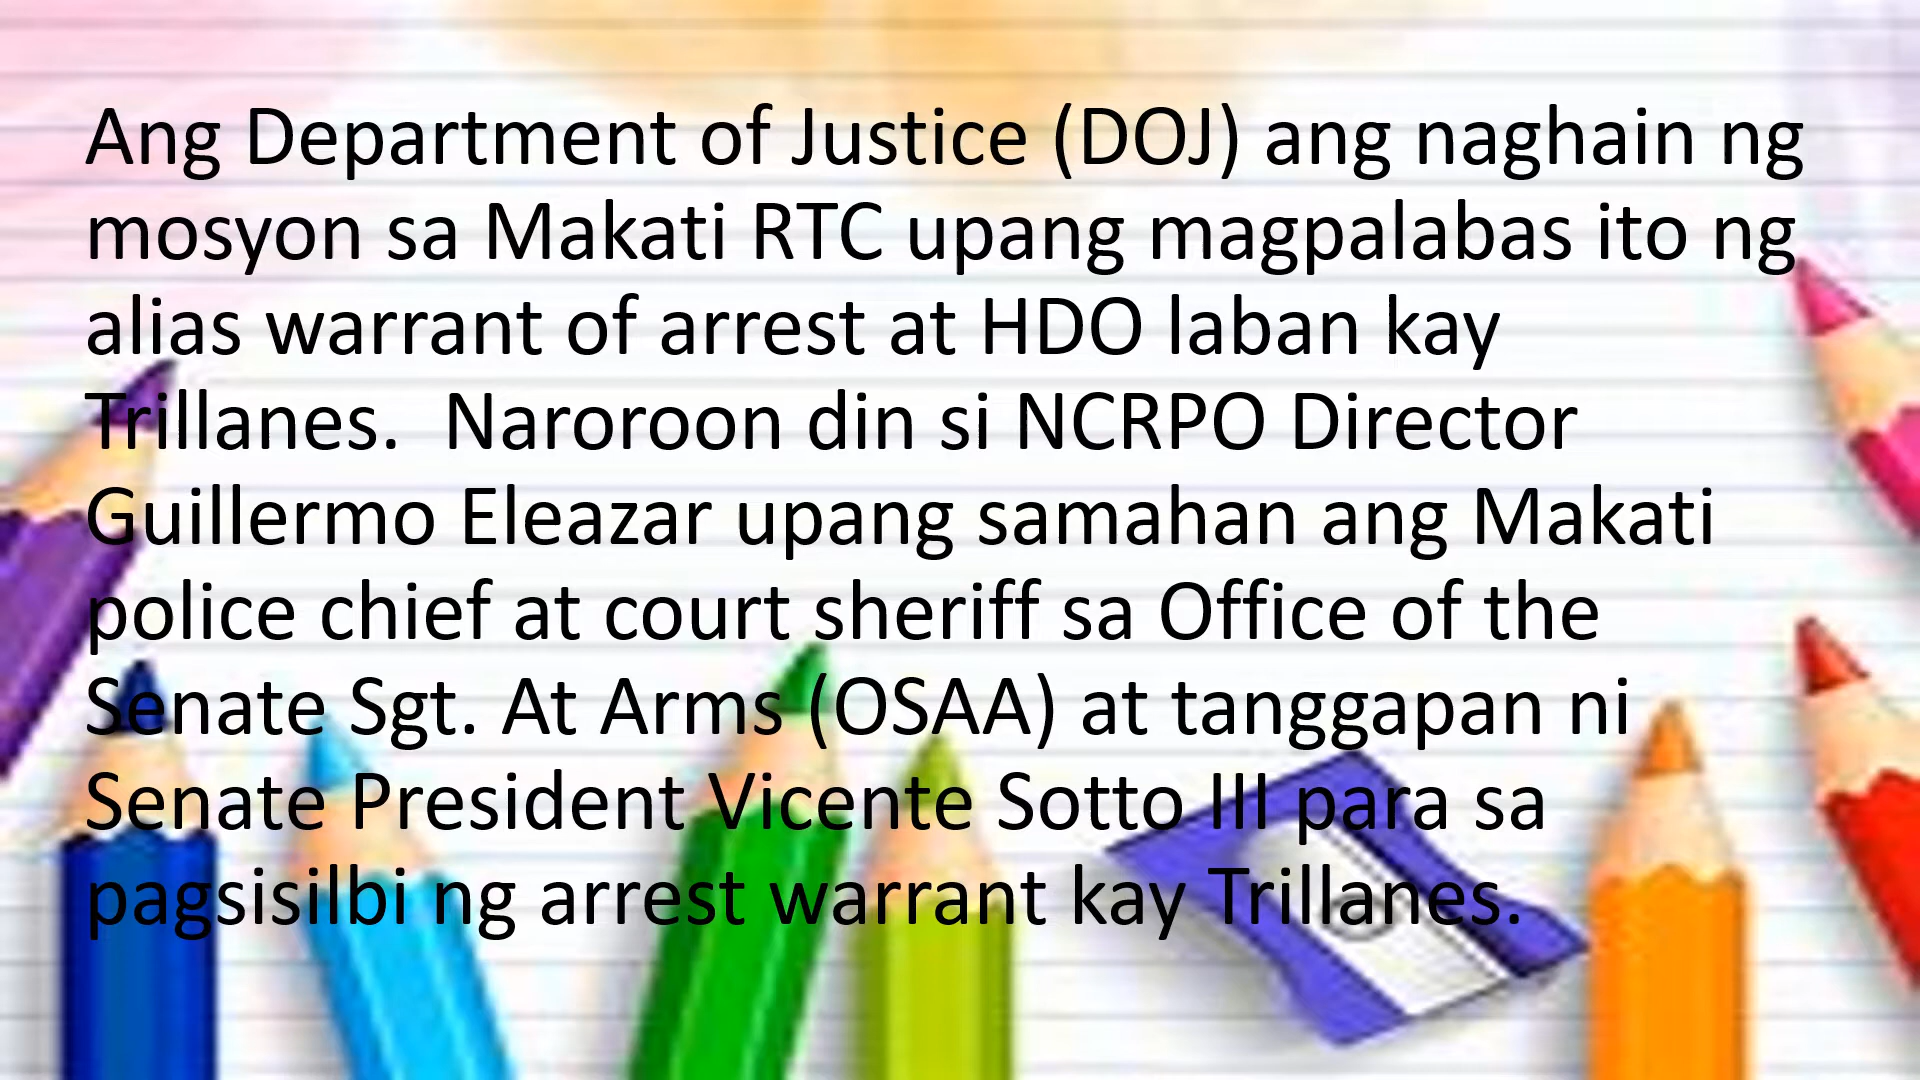 Ang Department of Justice (DOJ) ang naghain ng
mosyon sa Makati RTC upang magpalabas ito ng
alias warrant of arrest at HDO laban kay
Trillanes.  Naroroon din si NCRPO Director
Guillermo Eleazar upang samahan ang Makati
police chief at court sheriff sa Office of the
Senate Sgt. At Arms (OSAA) at tanggapan ni
Senate President Vicente Sotto III para sa
pagsisilbi ng arrest warrant kay Trillanes.